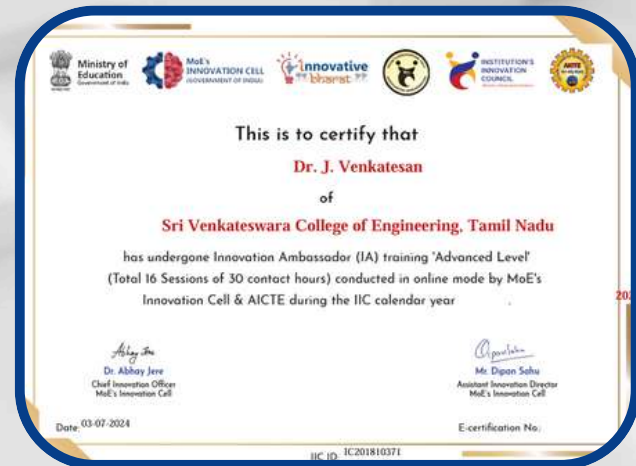 Ministry of
Education
Government of India
MoE's
INNOVATION CELL
(GOVERNMENT OF INDIA)
innovative
bharat
INSTITUTION'S
INNOVATION
COUNCIL
This is to certify that
Dr. J. Venkatesan
of
Sri Venkateswara College of Engineering, Tamil Nadu
has undergone Innovation Ambassador (IA) training 'Advanced Level'
(Total 16 Sessions of 30 contact hours) conducted in online mode by MoE's
Innovation Cell & AICTE during the IIC calendar year .
202
Dr. Abhay Jere
Chief Innovation Officer
MoE's Innovation Cell
Mr. Dipan Sahu
Assistant Innovation Director
MoE's Innovation Cell
Date: 03-07-2024
E-certification No.:
IIC ID: IC201810371